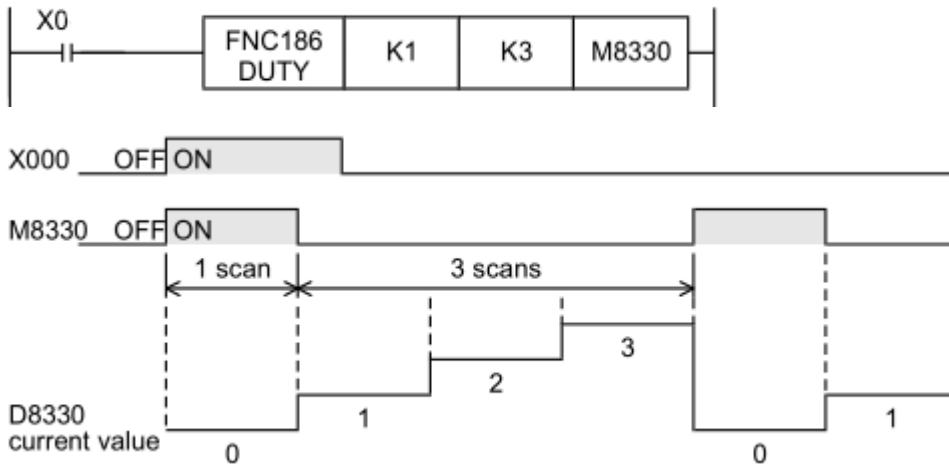 X0
FNC186 DUTY K1 K3 M8330
X000 OFF ON
M8330 OFF ON
1 scan 3 scans
3
2
1 1
D8330
current value
0 0